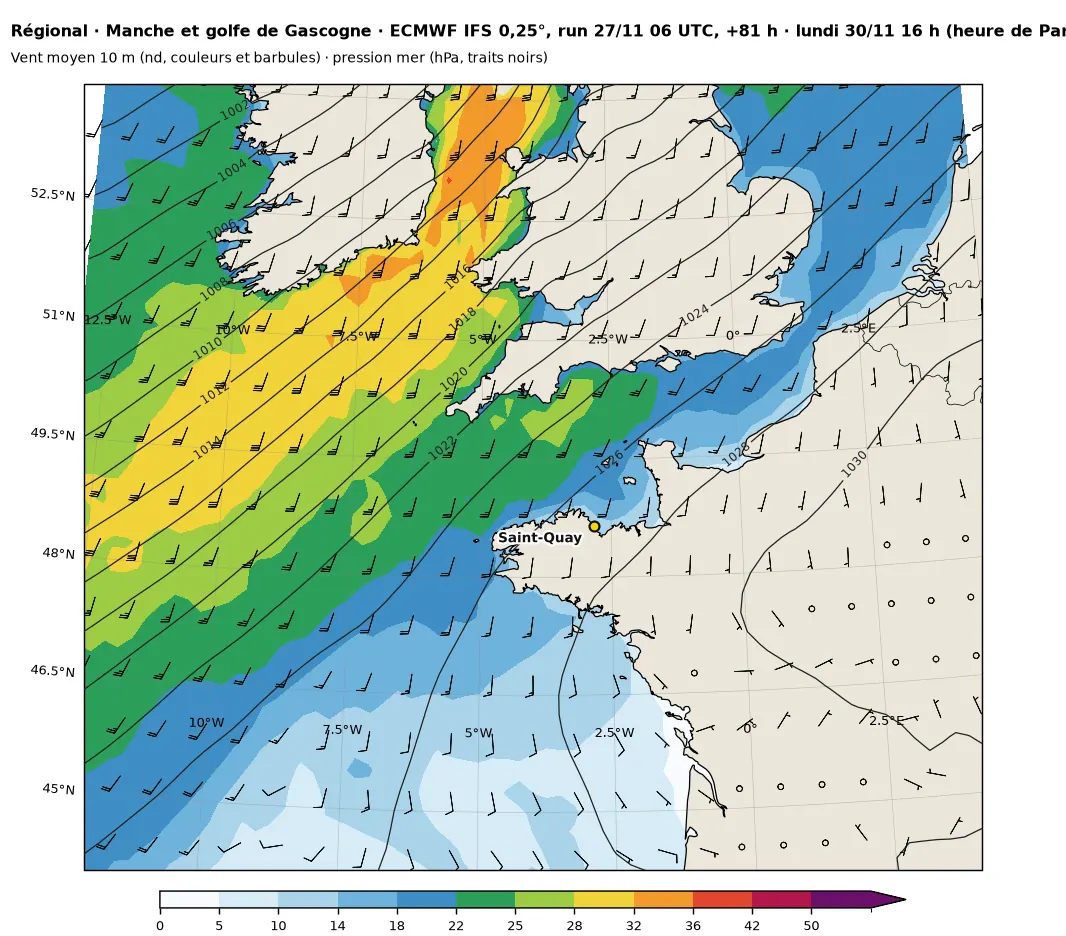 Régional · Manche et golfe de Gascogne · ECMWF IFS 0,25°, run 27/11 06 UTC, +81 h · lundi 30/11 16 h (heure de Par
Vent moyen 10 m (nd, couleurs et barbules) · pression mer (hPa, traits noirs)
1002
1004
52.5°N
1006
1016
1008
51°N
12.5°W
10°W
7.5°W
1018
5°W
2.5°W
1024
0°
2.5°E
1010
1020
1012
49.5°N
1014
1022
1026
1028
1030
Saint-Quay
48°N
46.5°N
10°W
7.5°W
5°W
2.5°W
0°
2.5°E
45°N
0 5 10 14 18 22 25 28 32 36 42 50